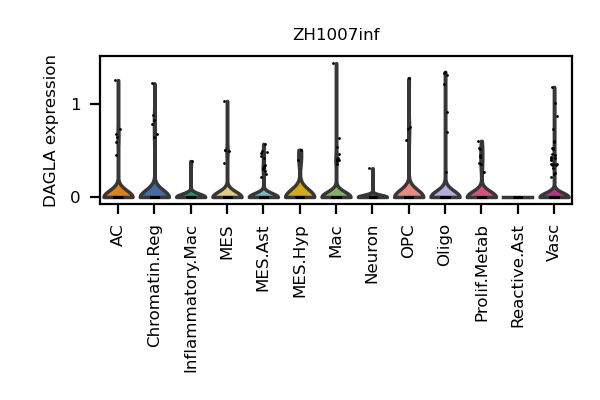 ZH1007inf
DAGLA expression
1
0
AC
Chromatin.Reg
Inflammatory.Mac
MES
MES.Ast
MES.Hyp
Mac
Neuron
OPC
Oligo
Prolif.Metab
Reactive.Ast
Vasc